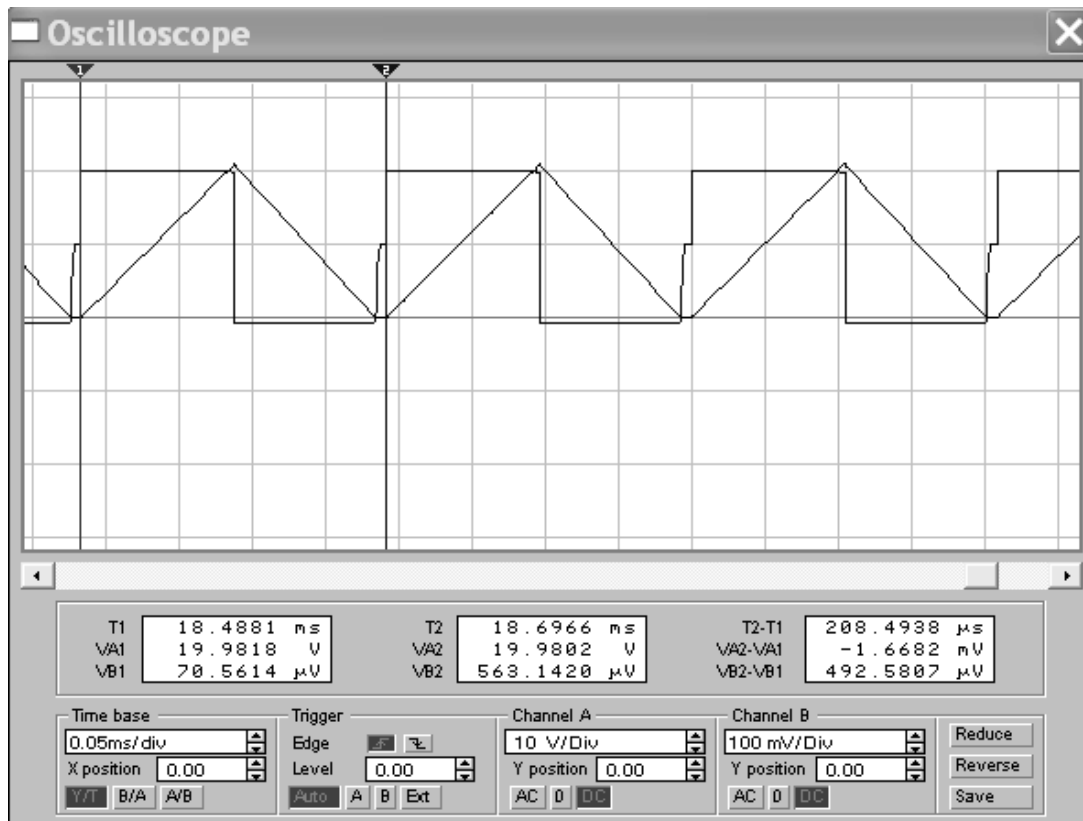 Oscilloscope
1 2
T1 18.4881 ms T2 18.6966 ms T2-T1 208.4938 µs
VA1 19.9818 V VA2 19.9802 V VA2-VA1 -1.6682 mV
VB1 70.5614 µV VB2 563.1420 µV VB2-VB1 492.5807 µV
Time base Trigger Channel A Channel B
0.05ms/div Edge 10 V/Div 100 mV/Div Reduce
X position 0.00 Level 0.00 Y position 0.00 Y position 0.00 Reverse
Y/T B/A A/B Auto A B Ext AC 0 DC AC 0 DC Save